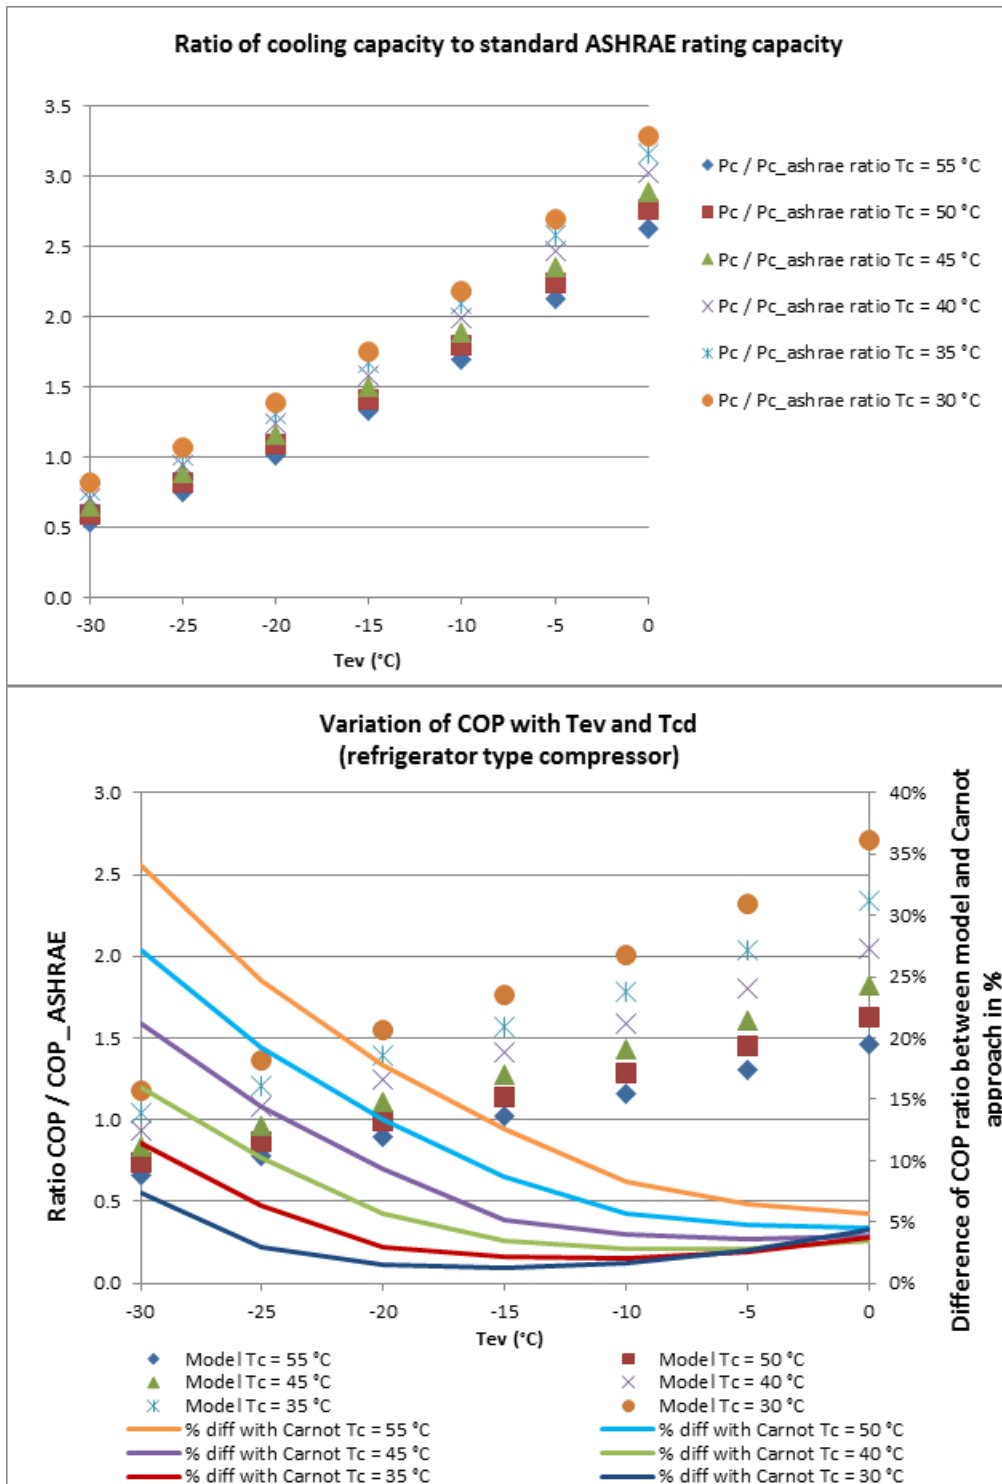 Ratio of cooling capacity to standard ASHRAE rating capacity
3.5
3.0
2.5
2.0
1.5
1.0
0.5
0.0
-30 -25 -20 -15 -10 -5 0
Tev (°C)
Pc / Pc_ashrae ratio Tc = 55 °C
Pc / Pc_ashrae ratio Tc = 50 °C
Pc / Pc_ashrae ratio Tc = 45 °C
Pc / Pc_ashrae ratio Tc = 40 °C
Pc / Pc_ashrae ratio Tc = 35 °C
Pc / Pc_ashrae ratio Tc = 30 °C
Variation of COP with Tev and Tcd
(refrigerator type compressor)
Ratio COP / COP_ASHRAE
3.0
2.5
2.0
1.5
1.0
0.5
0.0
40%
35%
30%
25%
20%
15%
10%
5%
0%
Difference of COP ratio between model and Carnot
approach in %
-30 -25 -20 -15 -10 -5 0
Tev (°C)
Model Tc = 55 °C Model Tc = 50 °C
Model Tc = 45 °C Model Tc = 40 °C
Model Tc = 35 °C Model Tc = 30 °C
% diff with Carnot Tc = 55 °C % diff with Carnot Tc = 50 °C
% diff with Carnot Tc = 45 °C % diff with Carnot Tc = 40 °C
% diff with Carnot Tc = 35 °C % diff with Carnot Tc = 30 °C